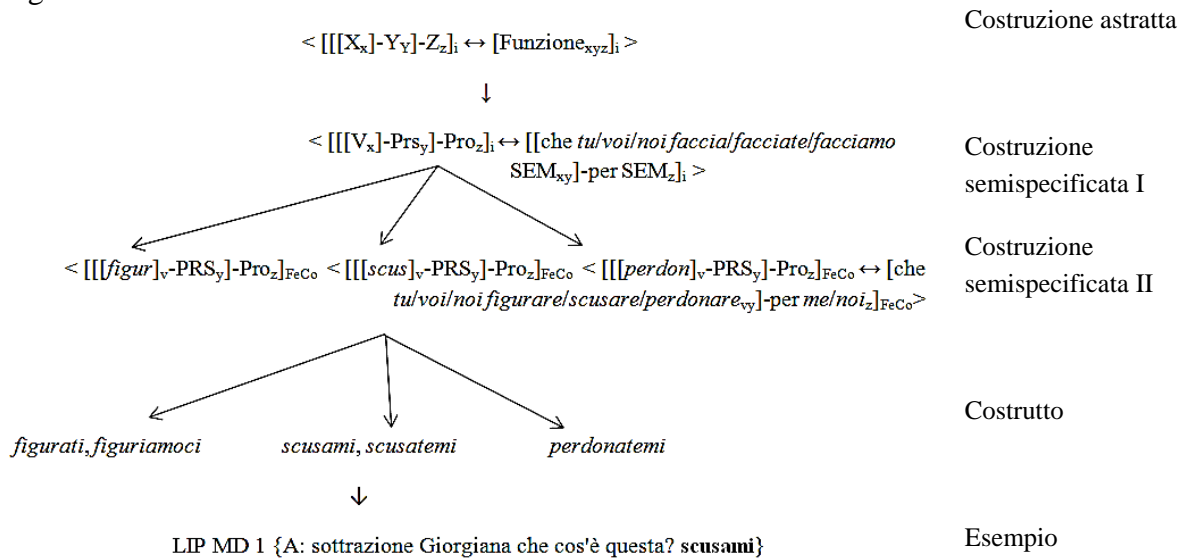 Costruzione astratta
< [[[Xx]-YY]-Zz]i ↔ [Funzionexyz]i >
↓
< [[[Vx]-Prsy]-Proz]i ↔ [[che tu/voi/noi faccia/facciate/facciamo
SEMxy]-per SEMz]i >
Costruzione
semispecificata I
< [[[figur]v-PRSy]-Proz]FeCo < [[[scus]v-PRSy]-Proz]FeCo < [[[perdon]v-PRSy]-Proz]FeCo ↔ [che
tu/voi/noi figurare/scusare/perdonarevy]-per me/noiz]FeCo>
Costruzione
semispecificata II
Costrutto
figurati, figuriamoci scusami, scusatemi perdonatemi
↓
LIP MD 1 {A: sottrazione Giorgiana che cos'è questa? scusami}
Esempio